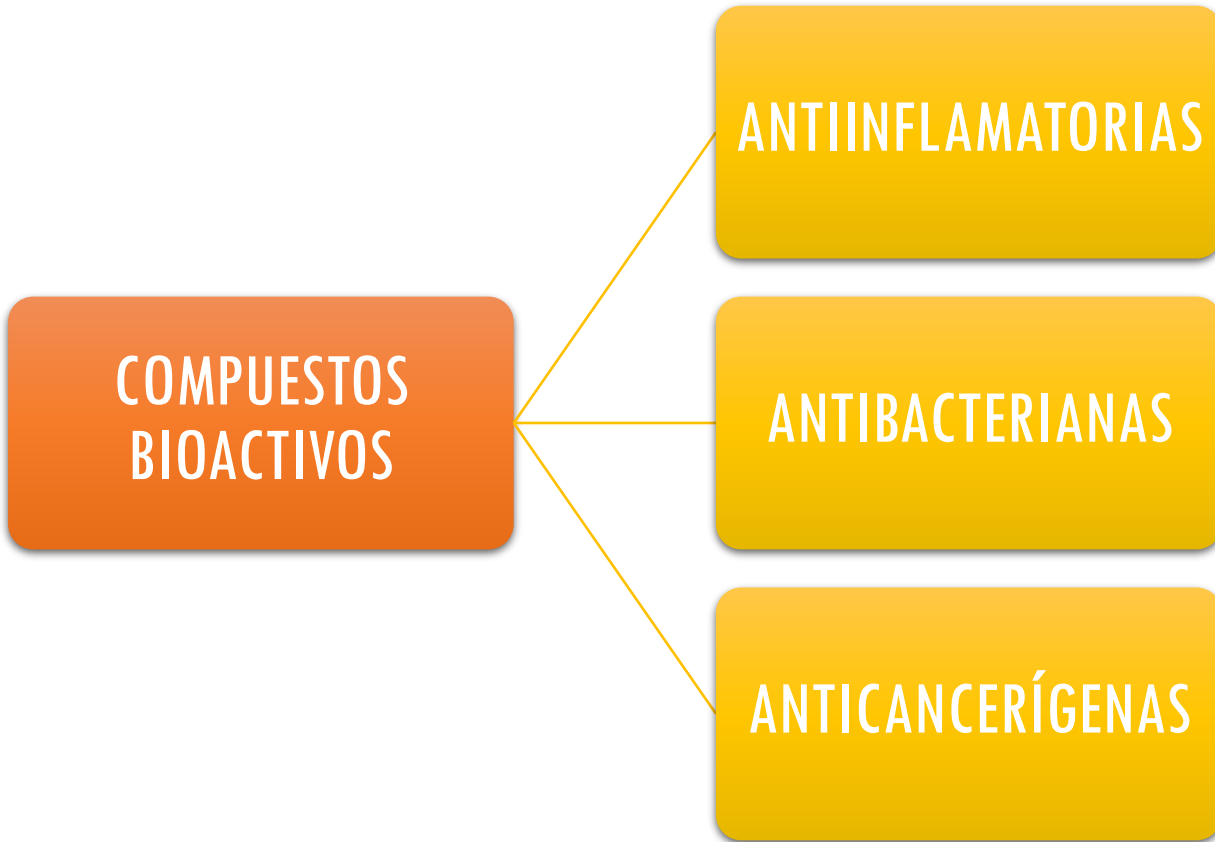 COMPUESTOS
BIOACTIVOS
ANTIINFLAMATORIAS
ANTIBACTERIANAS
ANTICANCERÍGENAS